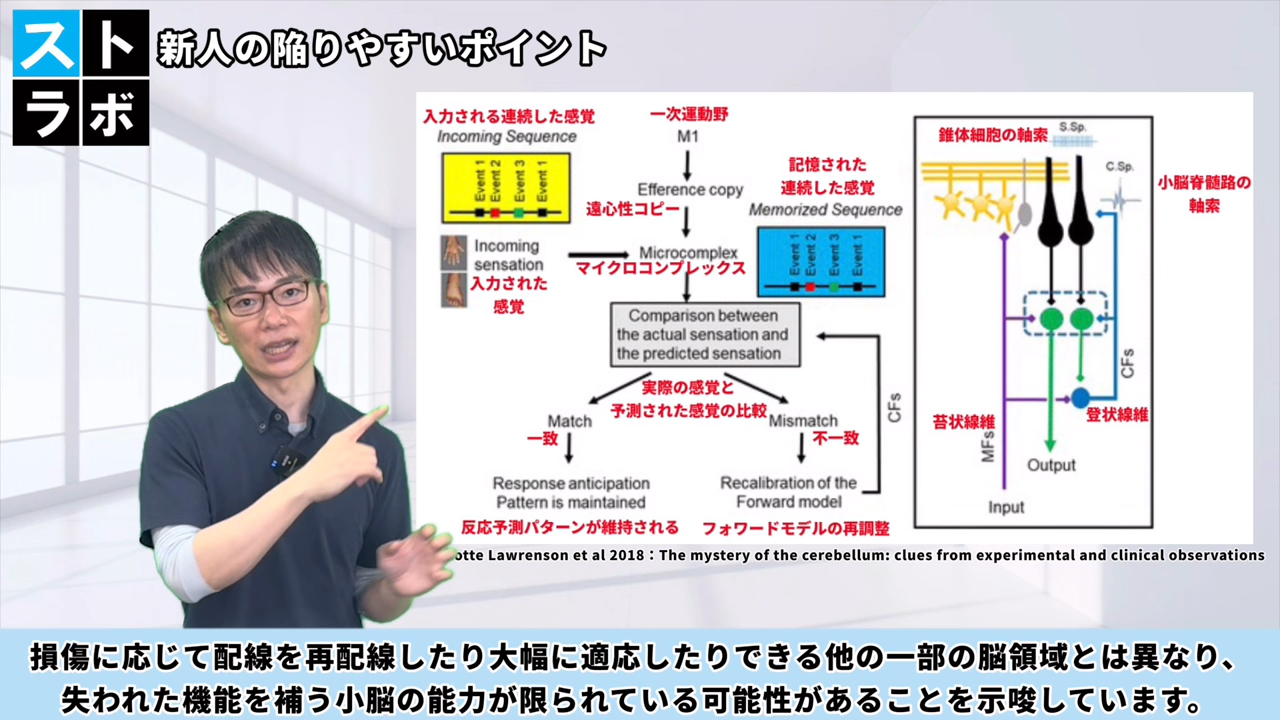 スト
ラボ
新人の陥りやすいポイント
入力される連続した感覚
Incoming Sequence
Event 1
Event 2
Event 3
Event 1
一次運動野
M1
Efference copy
遠心性コピー
記憶された
連続した感覚
Memorized Sequence
Event 1
Event 2
Event 3
Event 1
Incoming
sensation
入力された
感覚
Microcomplex
マイクロコンプレックス
Comparison between
the actual sensation and
the predicted sensation
実際の感覚と
予測された感覚の比較
Match
一致
Mismatch
不一致
CFs
Response anticipation
Pattern is maintained
反応予測パターンが維持される
Recalibration of the
Forward model
フォワードモデルの再調整
錐体細胞の軸索
S.Sp.
C.Sp.
小脳脊髄路の
軸索
CFs
登状線維
苔状線維
MFs
Output
Input
otte Lawrenson et al 2018：The mystery of the cerebellum: clues from experimental and clinical observations
損傷に応じて配線を再配線したり大幅に適応したりできる他の一部の脳領域とは異なり、
失われた機能を補う小脳の能力が限られている可能性があることを示唆しています。